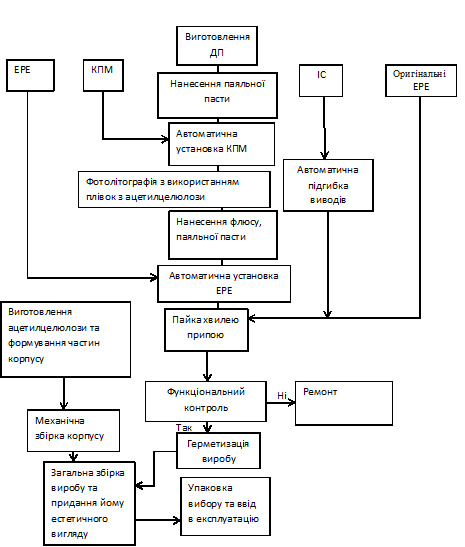 Виготовлення
ДП
ЕРЕ
КПМ
ІС
Оригінальні
ЕРЕ
Нанесення паяльної
пасти
Автоматична
установка КПМ
Автоматична
підгибка
виводів
Фотолітографія з використанням
плівок з ацетилцелюлози
Нанесення флюсу,
паяльної пасти
Автоматична установка
ЕРЕ
Виготовлення
ацетилцелюлози та
формування частин
корпусу
Пайка хвилею
припою
Функціональний
контроль
Ні
Ремонт
Механічна
збірка корпусу
Так
Герметизація
виробу
Загальна збірка
виробу та
придання йому
естетичного
вигляду
Упаковка
вибору та ввід
в експлуатацію